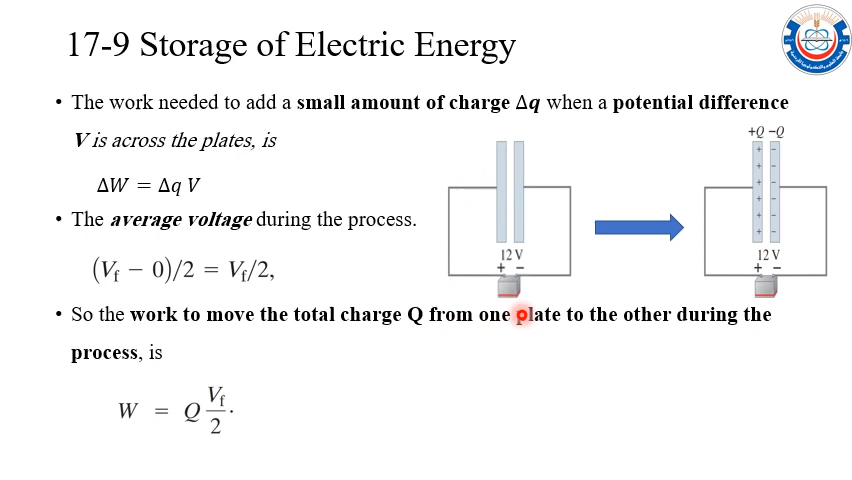 17-9 Storage of Electric Energy
• The work needed to add a small amount of charge Δq when a potential difference
V is across the plates, is
ΔW = Δq V
• The average voltage during the process.
(Vf − 0)/2 = Vf/2,
+Q −Q
12 V
+ −
12 V
+ −
• So the work to move the total charge Q from one plate to the other during the
process, is
W = Q Vf/2.